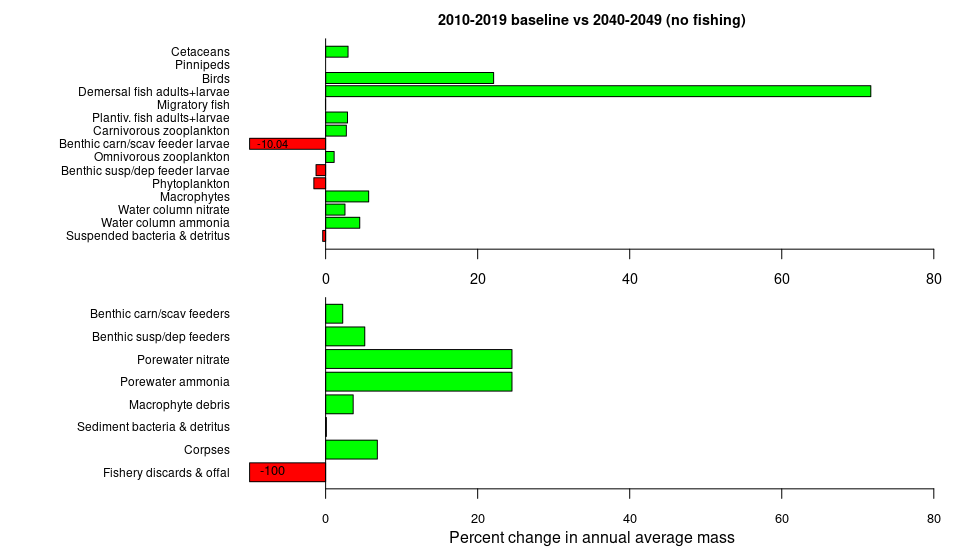 2010-2019 baseline vs 2040-2049 (no fishing)
Cetaceans
Pinnipeds
Birds
Demersal fish adults+larvae
Migratory fish
Plantiv. fish adults+larvae
Carnivorous zooplankton
Benthic carn/scav feeder larvae
-10.04
Omnivorous zooplankton
Benthic susp/dep feeder larvae
Phytoplankton
Macrophytes
Water column nitrate
Water column ammonia
Suspended bacteria & detritus
0 20 40 60 80
Benthic carn/scav feeders
Benthic susp/dep feeders
Porewater nitrate
Porewater ammonia
Macrophyte debris
Sediment bacteria & detritus
Corpses
Fishery discards & offal
-100
0 20 40 60 80
Percent change in annual average mass